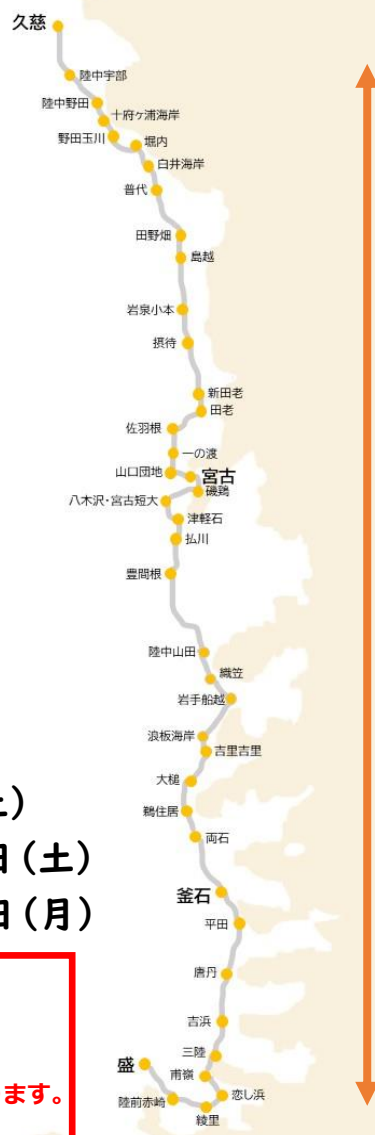 久慈
陸中宇部
陸中野田
十府ヶ浦海岸
野田玉川
堀内
白井海岸
普代
田野畑
島越
岩泉小本
摂待
新田老
田老
佐羽根
一の渡
山口団地
宮古
磯鶏
八木沢・宮古短大
津軽石
払川
豊間根
陸中山田
織笠
岩手船越
浪板海岸
吉里吉里
大槌
鵜住居
両石
土）
日（土）
日（月）
釜石
平田
唐丹
吉浜
三陸
甫嶺
恋し浜
綾里
陸前赤崎
盛
ます。